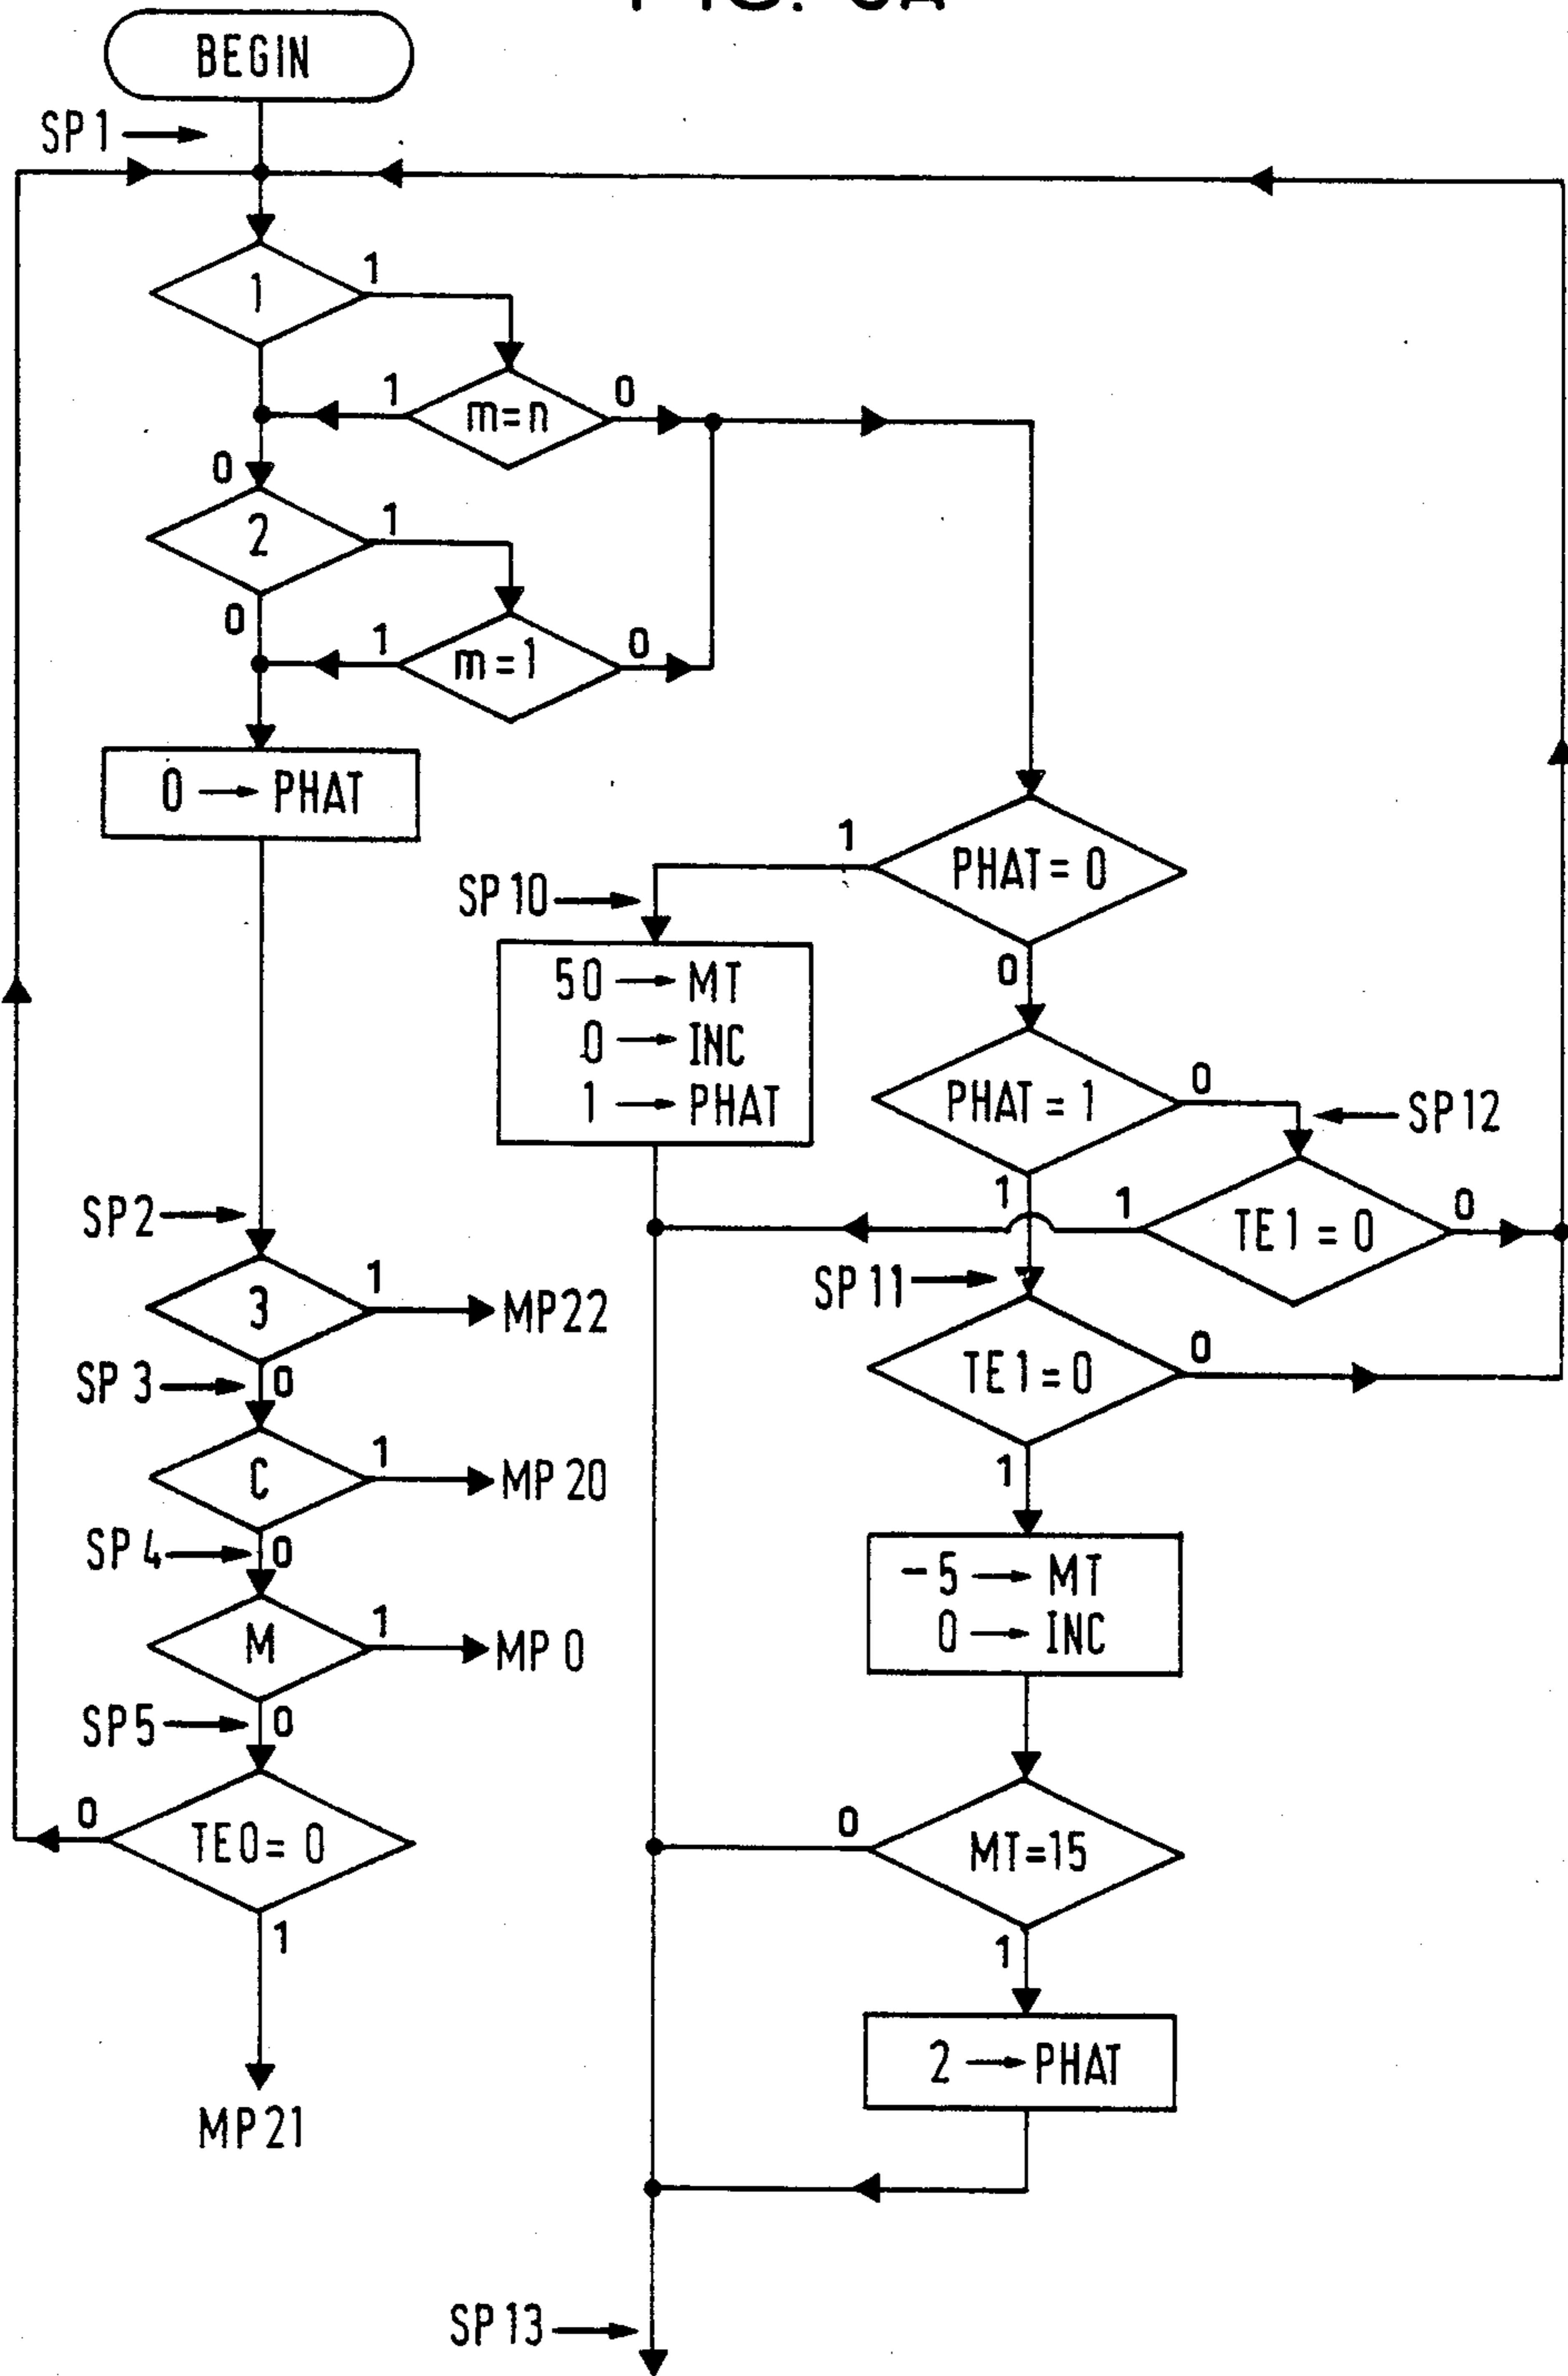 BEGIN
SP1
1
1
1
m=n
0
0
2
1
0
1
m=1
0
0 → PHAT
1
PHAT=0
SP10
0
50 → MT
0 → INC
1 → PHAT
PHAT=1
0
SP12
SP2
1
1
TE1=0
0
3
1
MP22
SP11
SP3
0
TE1=0
0
C
1
MP20
1
SP4
0
-5 → MT
0 → INC
M
1
MP0
SP5
0
0
TE0=0
0
MT=15
1
1
2 → PHAT
MP21
SP13